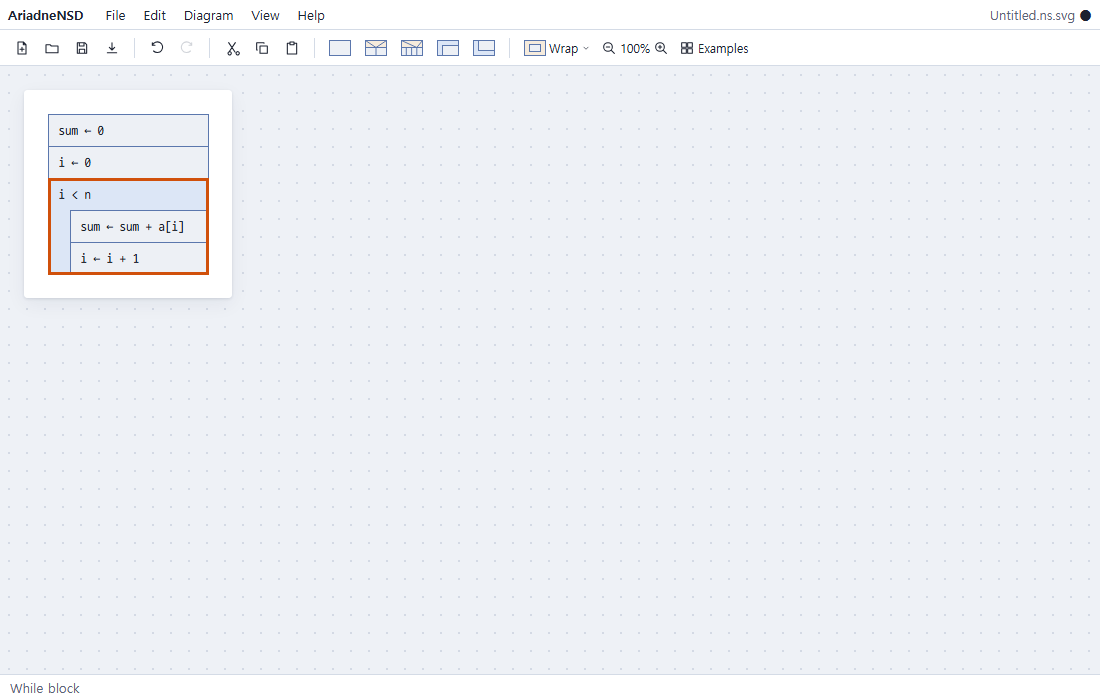 AriadneNSD File Edit Diagram View Help Untitled.ns.svg
Wrap 100% Examples
sum ← 0
i ← 0
i < n
sum ← sum + a[i]
i ← i + 1
While block